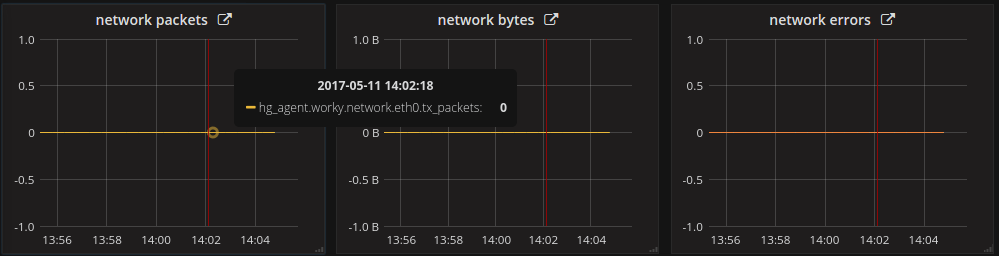 network packets
1.0
0.5
0
-0.5
-1.0
13:56 13:58 14:00 14:02 14:04
2017-05-11 14:02:18
hg_agent.worky.network.eth0.tx_packets: 0
network bytes
1.0 B
0 B
-0.5 B
-1.0 B
13:56 13:58 14:00 14:02 14:04
network errors
1.0
0.5
0
-0.5
-1.0
13:56 13:58 14:00 14:02 14:04